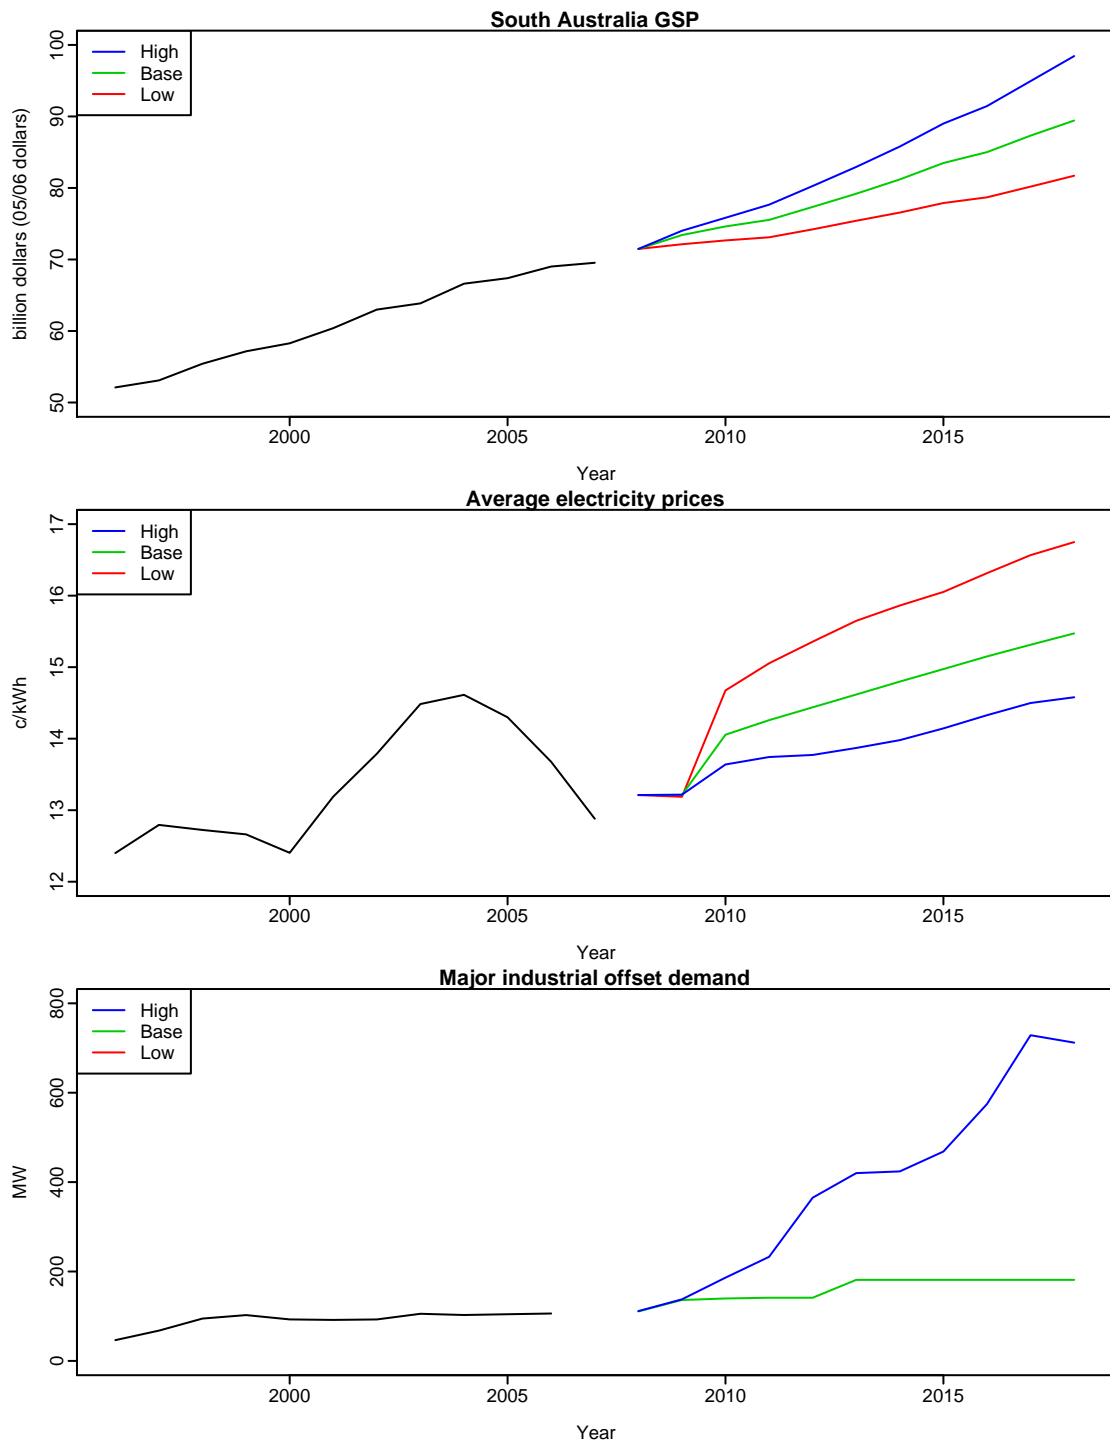 South Australia GSP
High
Base
Low
billion dollars (05/06 dollars)
50
60
70
80
90
100
2000
2005
2010
2015
Year
Average electricity prices
High
Base
Low
c/kWh
12
13
14
15
16
17
2000
2005
2010
2015
Year
Major industrial offset demand
High
Base
Low
MW
0
200
400
600
800
2000
2005
2010
2015
Year